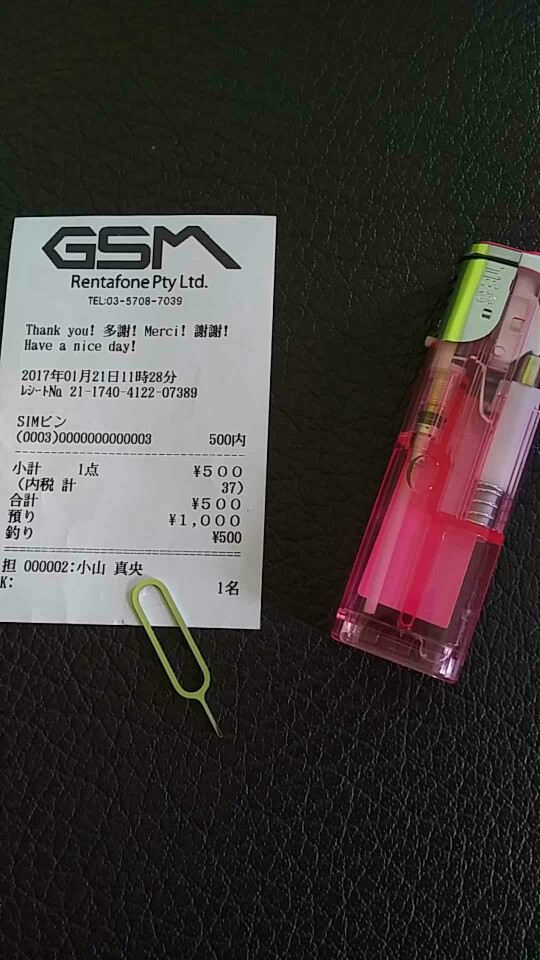 GSM
Rentafone Pty Ltd.
TEL:03-5708-7039
Thank you! 多謝! Merci! 謝謝!
Have a nice day!
2017年01月21日11時28分
ﾚｼｰﾄNo. 21-1740-4122-07389
SIMピン
(0003)0000000000003 500内
小計 1点 ¥500
(内税 計 37)
合計 ¥500
預り ¥1,000
釣り ¥500
担 000002:小山 真央
K: 1名